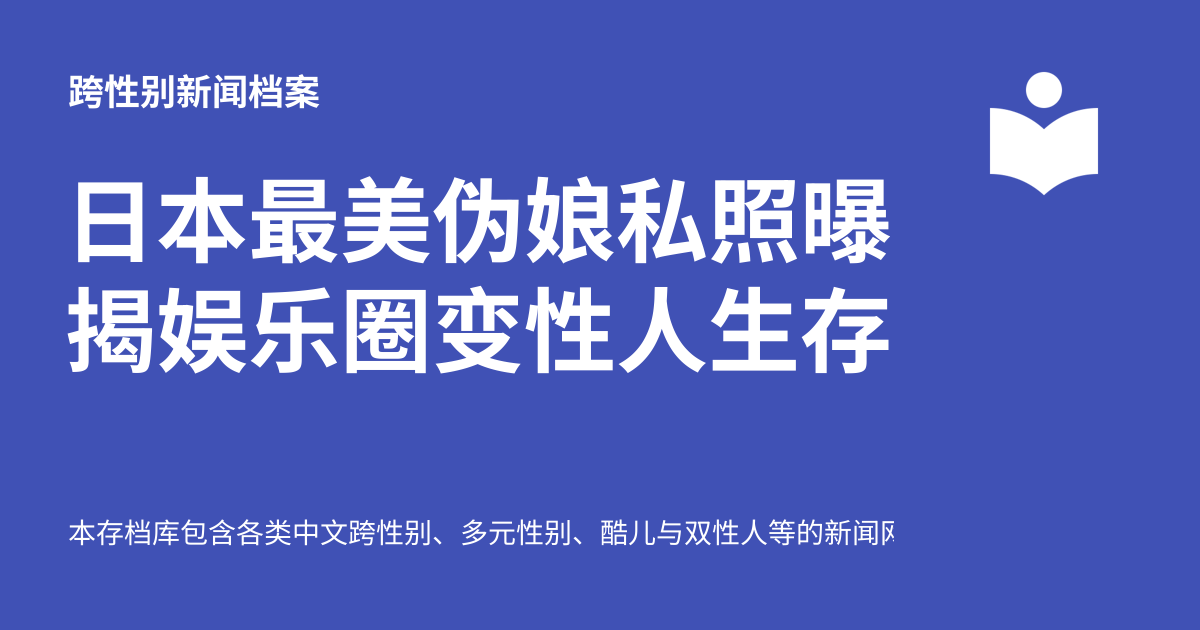 跨性别新闻档案
日本最美伪娘私照曝
揭娱乐圈变性人生存
本存档库包含各类中文跨性别、多元性别、酷儿与双性人等的新闻